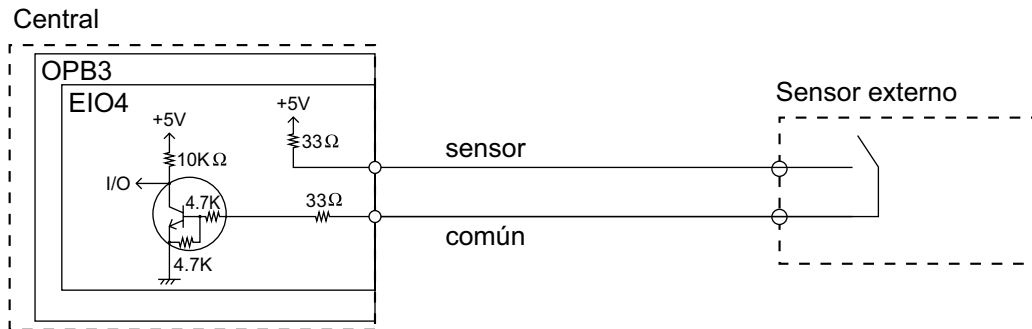 Central
OPB3
EIO4
+5V
+5V
33Ω
10KΩ
I/O
4.7K
33Ω
4.7K
sensor
común
Sensor externo